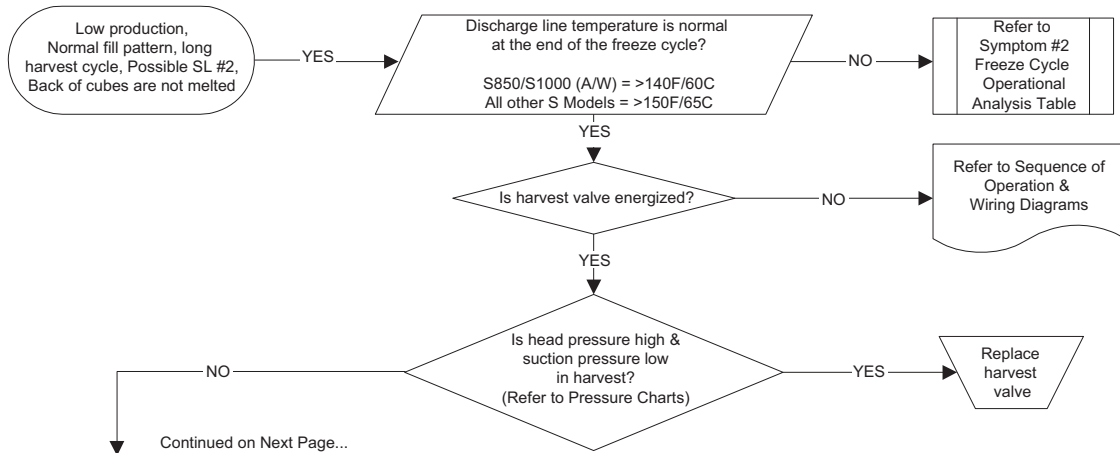 Low production,
Normal fill pattern, long
harvest cycle, Possible SL #2,
Back of cubes are not melted
YES
Discharge line temperature is normal
at the end of the freeze cycle?
S850/S1000 (A/W) = >140F/60C
All other S Models = >150F/65C
NO
Refer to
Symptom #2
Freeze Cycle
Operational
Analysis Table
YES
Is harvest valve energized?
NO
Refer to Sequence of
Operation &
Wiring Diagrams
YES
Is head pressure high &
suction pressure low
in harvest?
(Refer to Pressure Charts)
NO
YES
Replace
harvest
valve
Continued on Next Page...